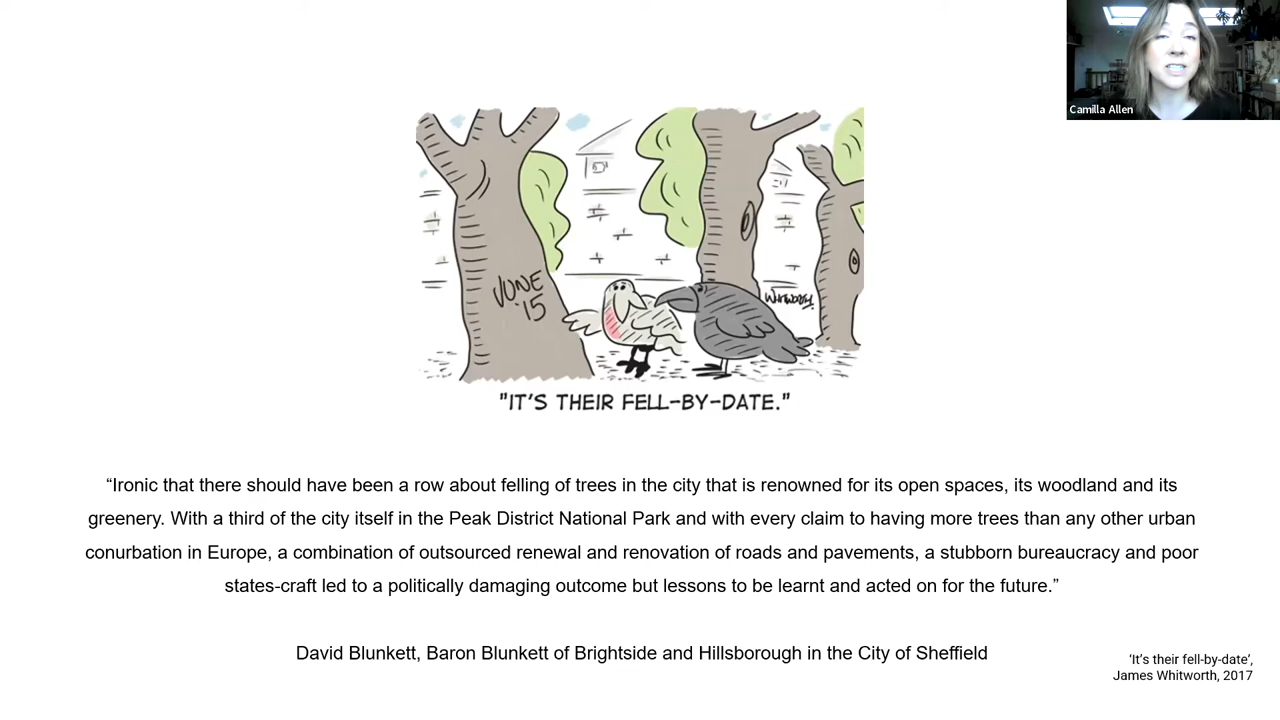 Camilla Allen
JUNE
'15
Whitworth
"IT'S THEIR FELL-BY-DATE."
“Ironic that there should have been a row about felling of trees in the city that is renowned for its open spaces, its woodland and its
greenery. With a third of the city itself in the Peak District National Park and with every claim to having more trees than any other urban
conurbation in Europe, a combination of outsourced renewal and renovation of roads and pavements, a stubborn bureaucracy and poor
states-craft led to a politically damaging outcome but lessons to be learnt and acted on for the future.”
David Blunkett, Baron Blunkett of Brightside and Hillsborough in the City of Sheffield
‘It’s their fell-by-date’,
James Whitworth, 2017